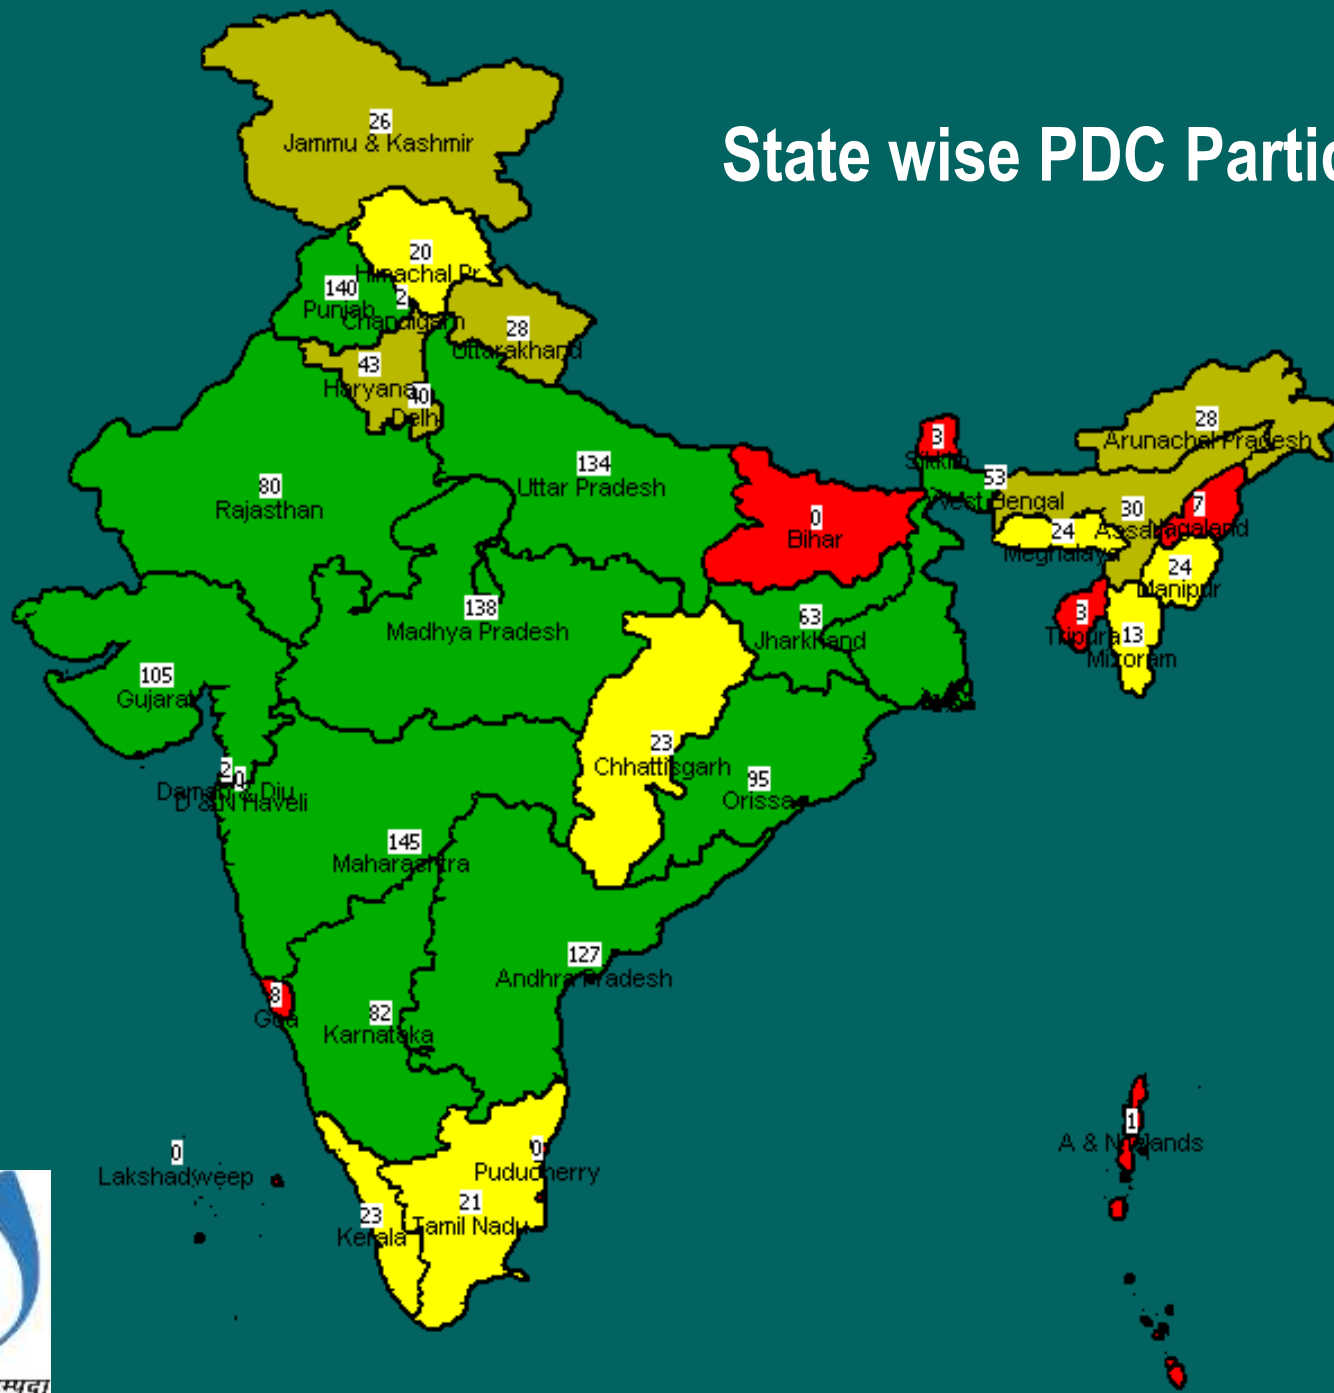 State wise PDC Partic
26
Jammu & Kashmir
20
Himachal Pr
140
Punjab
2
Chandigarh
28
Uttarakhand
43
Haryana
40
Delh
28
Arunachal Pradesh
3
Sikkim
53
West Bengal
134
Uttar Pradesh
80
Rajasthan
0
Bihar
30
Assam
7
Nagaland
24
Meghalaya
24
Manipur
138
Madhya Pradesh
63
Jharkhand
3
Tripura
13
Mizoram
105
Gujarat
23
Chhattisgarh
95
Orissa
2
Daman & Diu
0
D & N Haveli
145
Maharashtra
127
Andhra Pradesh
8
Goa
82
Karnataka
1
A & N Islands
0
Lakshadweep
0
Puducherry
23
Kerala
21
Tamil Nadu
म्पदा